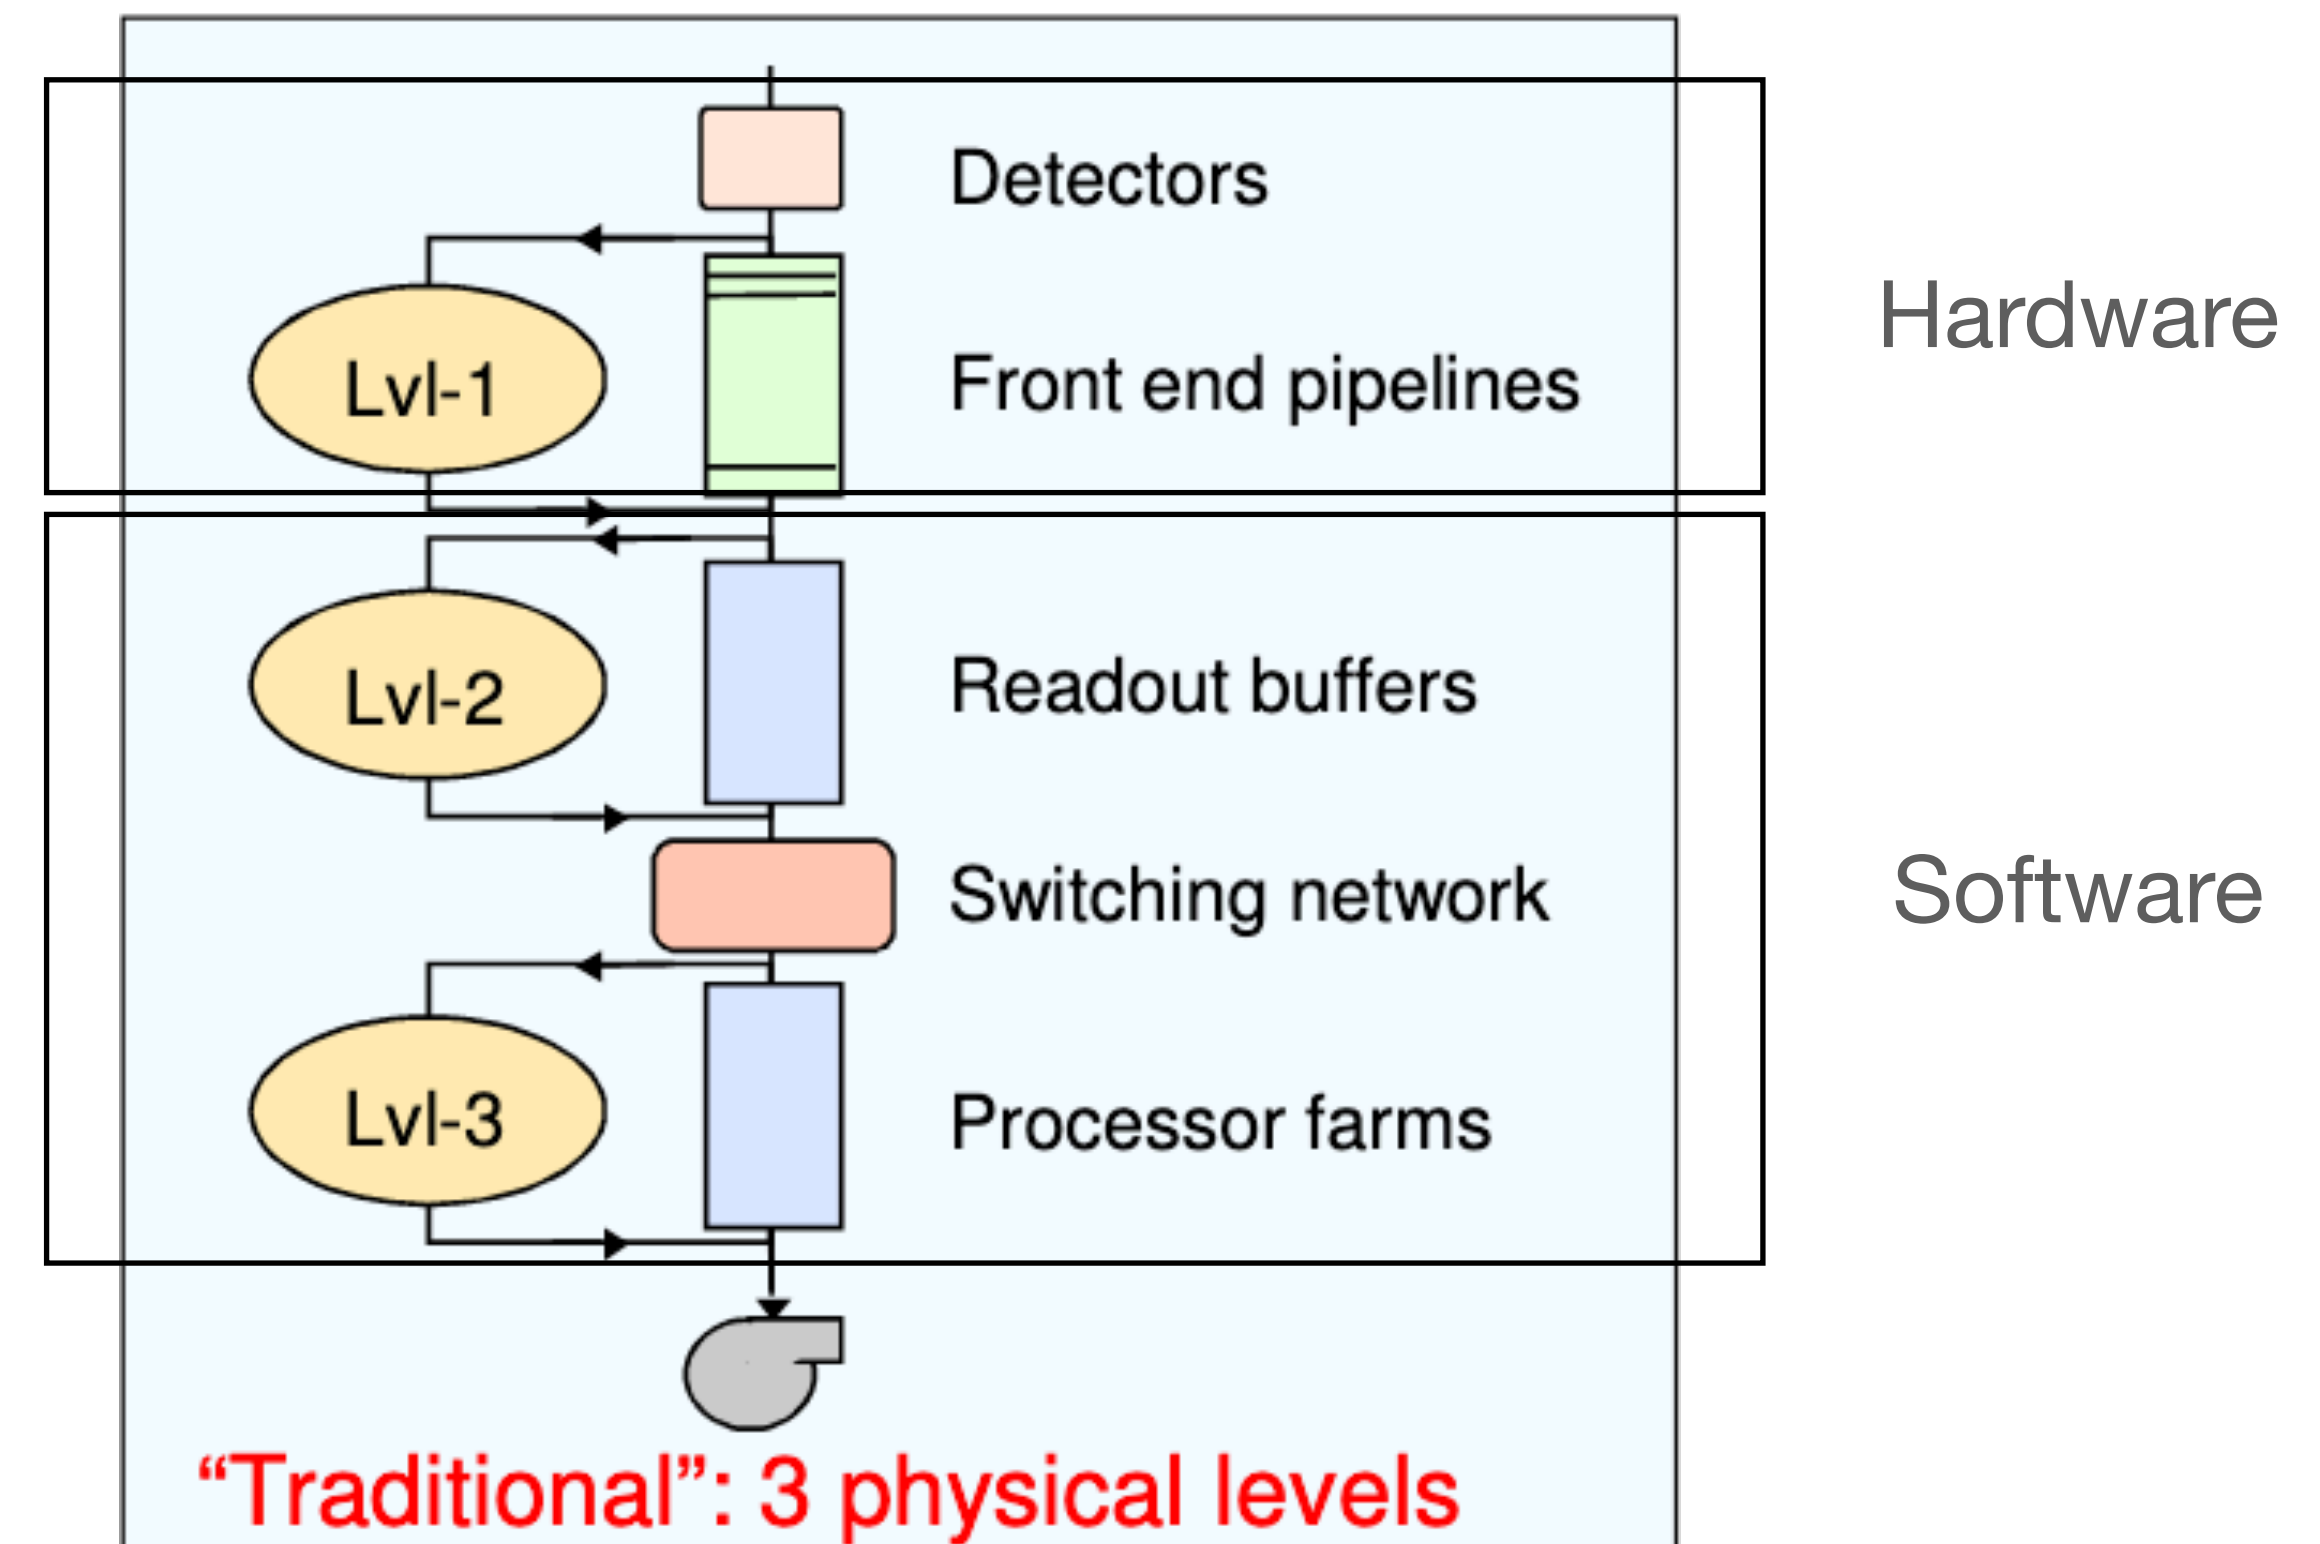 Detectors
Lvl-1
Front end pipelines
Hardware
Lvl-2
Readout buffers
Switching network
Software
Lvl-3
Processor farms
“Traditional”: 3 physical levels